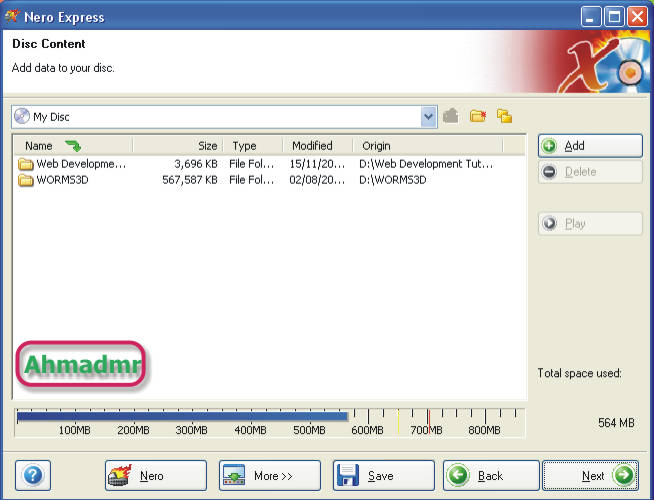 Nero Express
Disc Content
Add data to your disc.
My Disc
Name Size Type Modified Origin
Web Developme... 3,696 KB File Fol... 15/11/20... D:\Web Development Tut...
WORMS3D 567,587 KB File Fol... 02/08/20... D:\WORMS3D
Add
Delete
Play
Ahmadmr
Total space used:
564 MB
100MB 200MB 300MB 400MB 500MB 600MB 700MB 800MB
? Nero More >> Save Back Next